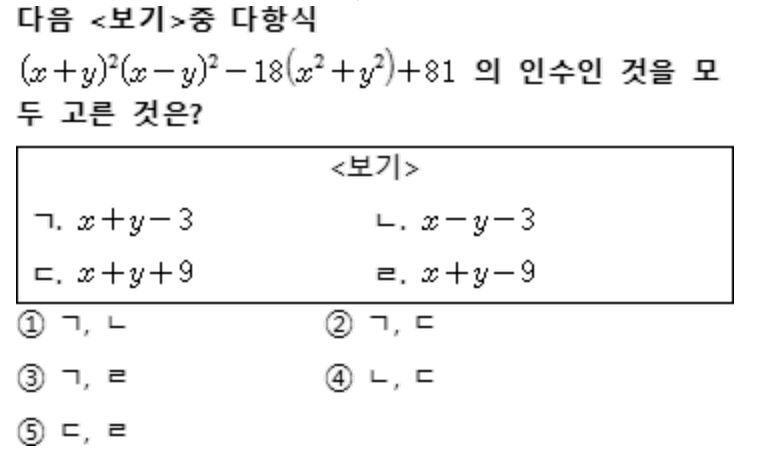 다음 <보기>중 다항식
(x+y)²(x−y)²−18(x²+y²)+81 의 인수인 것을 모
두 고른 것은?
<보기>
ㄱ. x+y−3 ㄴ. x−y−3
ㄷ. x+y+9 ㄹ. x+y−9
① ㄱ, ㄴ ② ㄱ, ㄷ
③ ㄱ, ㄹ ④ ㄴ, ㄷ
⑤ ㄷ, ㄹ